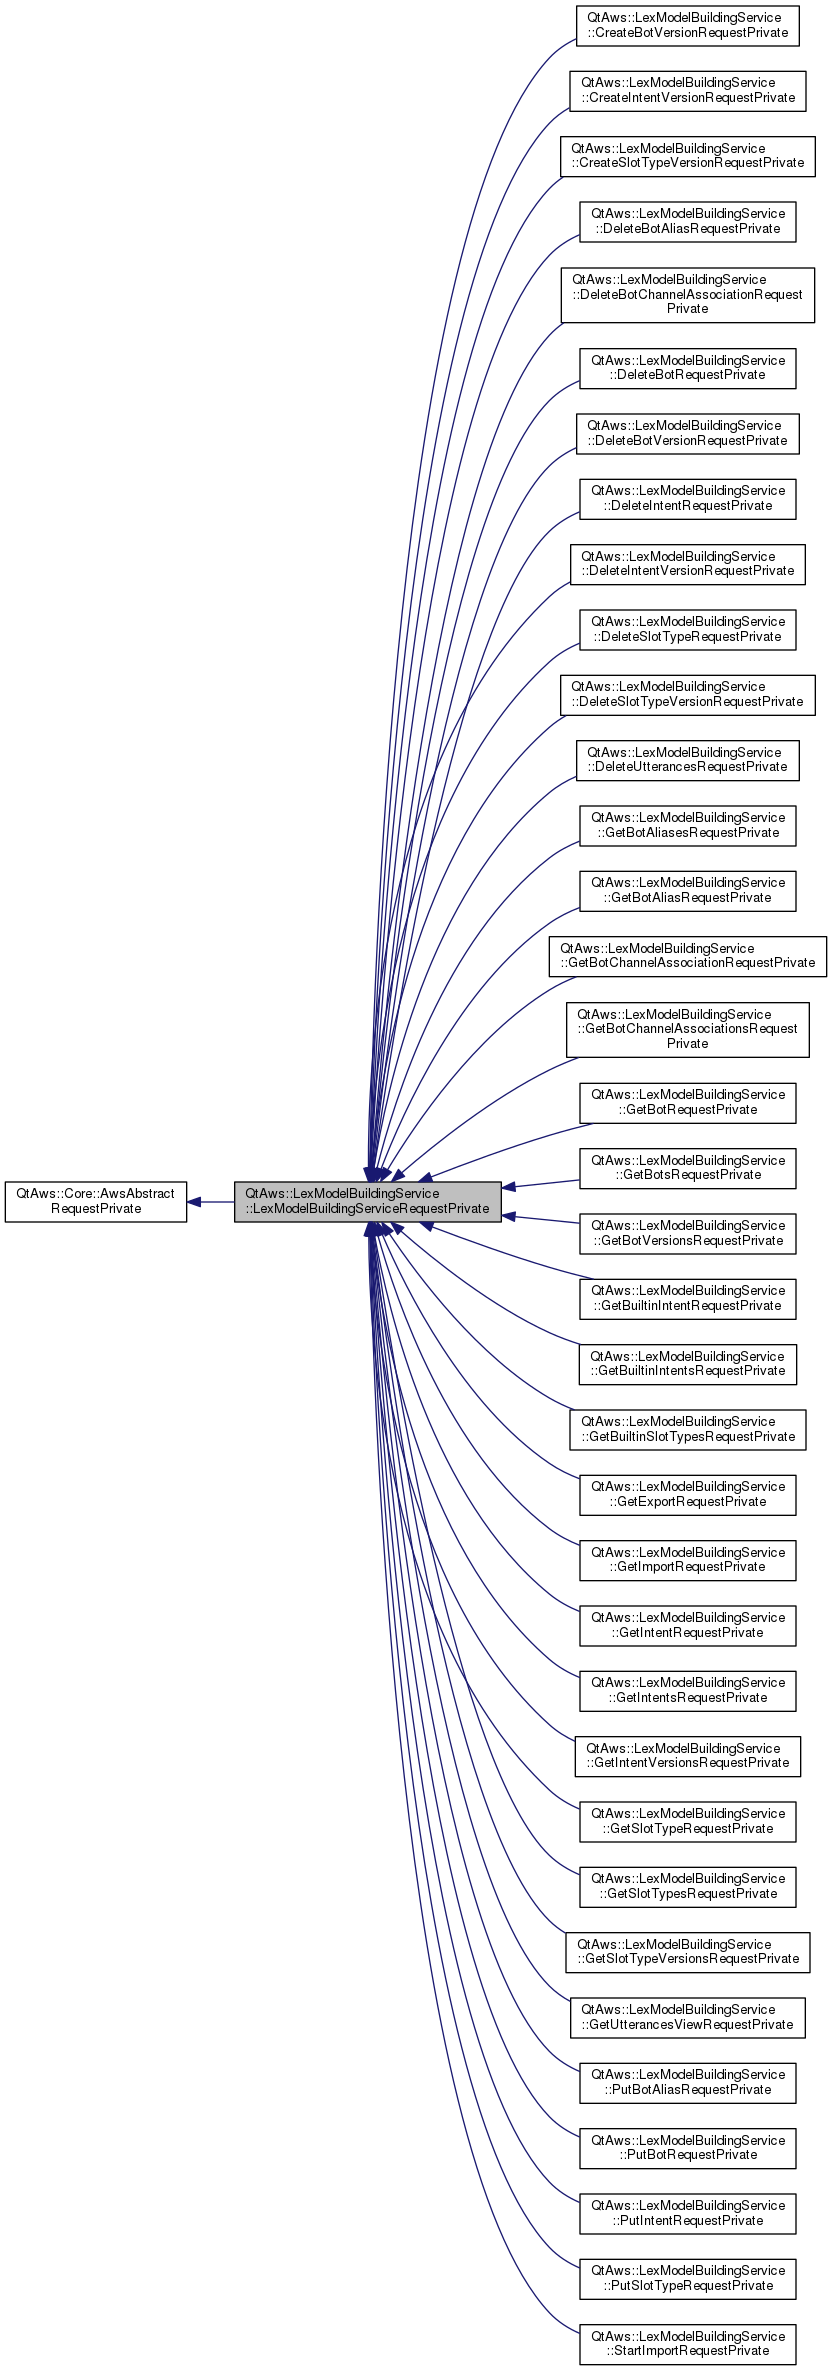 QtAws::LexModelBuildingService
::CreateBotVersionRequestPrivate
QtAws::LexModelBuildingService
::CreateIntentVersionRequestPrivate
QtAws::LexModelBuildingService
::CreateSlotTypeVersionRequestPrivate
QtAws::LexModelBuildingService
::DeleteBotAliasRequestPrivate
QtAws::LexModelBuildingService
::DeleteBotChannelAssociationRequest
Private
QtAws::LexModelBuildingService
::DeleteBotRequestPrivate
QtAws::LexModelBuildingService
::DeleteBotVersionRequestPrivate
QtAws::LexModelBuildingService
::DeleteIntentRequestPrivate
QtAws::LexModelBuildingService
::DeleteIntentVersionRequestPrivate
QtAws::LexModelBuildingService
::DeleteSlotTypeRequestPrivate
QtAws::LexModelBuildingService
::DeleteSlotTypeVersionRequestPrivate
QtAws::LexModelBuildingService
::DeleteUtterancesRequestPrivate
QtAws::LexModelBuildingService
::GetBotAliasesRequestPrivate
QtAws::LexModelBuildingService
::GetBotAliasRequestPrivate
QtAws::LexModelBuildingService
::GetBotChannelAssociationRequestPrivate
QtAws::LexModelBuildingService
::GetBotChannelAssociationsRequest
Private
QtAws::LexModelBuildingService
::GetBotRequestPrivate
QtAws::LexModelBuildingService
::GetBotsRequestPrivate
QtAws::Core::AwsAbstract
RequestPrivate
QtAws::LexModelBuildingService
::LexModelBuildingServiceRequestPrivate
QtAws::LexModelBuildingService
::GetBotVersionsRequestPrivate
QtAws::LexModelBuildingService
::GetBuiltinIntentRequestPrivate
QtAws::LexModelBuildingService
::GetBuiltinIntentsRequestPrivate
QtAws::LexModelBuildingService
::GetBuiltinSlotTypesRequestPrivate
QtAws::LexModelBuildingService
::GetExportRequestPrivate
QtAws::LexModelBuildingService
::GetImportRequestPrivate
QtAws::LexModelBuildingService
::GetIntentRequestPrivate
QtAws::LexModelBuildingService
::GetIntentsRequestPrivate
QtAws::LexModelBuildingService
::GetIntentVersionsRequestPrivate
QtAws::LexModelBuildingService
::GetSlotTypeRequestPrivate
QtAws::LexModelBuildingService
::GetSlotTypesRequestPrivate
QtAws::LexModelBuildingService
::GetSlotTypeVersionsRequestPrivate
QtAws::LexModelBuildingService
::GetUtterancesViewRequestPrivate
QtAws::LexModelBuildingService
::PutBotAliasRequestPrivate
QtAws::LexModelBuildingService
::PutBotRequestPrivate
QtAws::LexModelBuildingService
::PutIntentRequestPrivate
QtAws::LexModelBuildingService
::PutSlotTypeRequestPrivate
QtAws::LexModelBuildingService
::StartImportRequestPrivate